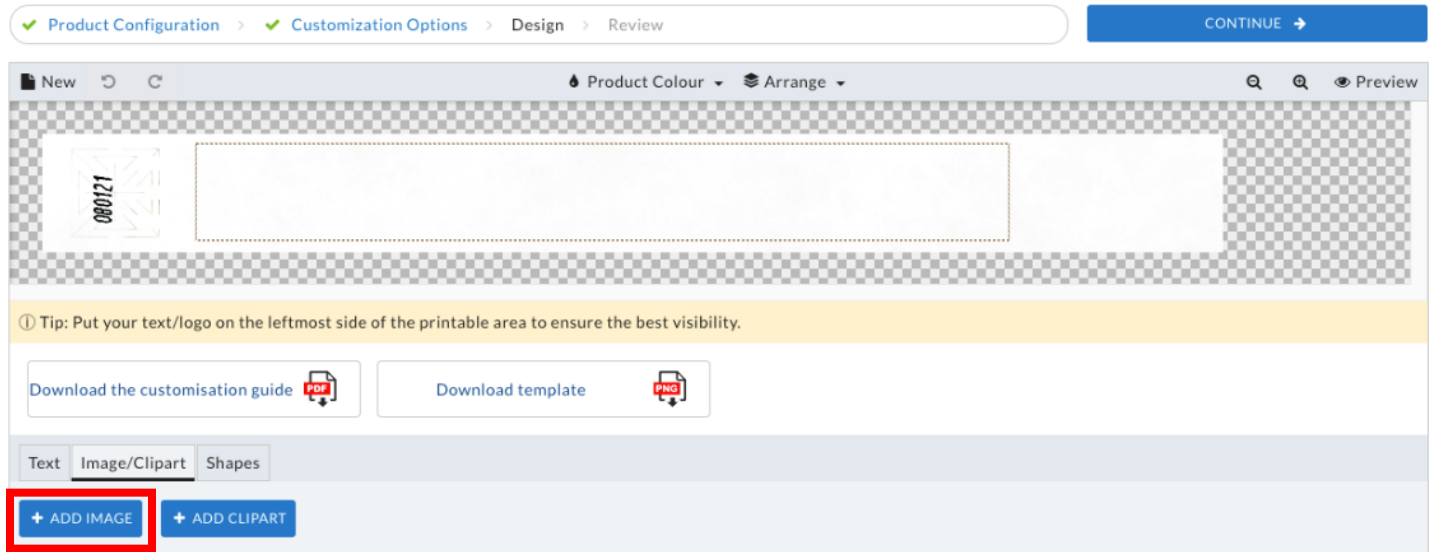 Product Configuration > Customization Options > Design > Review CONTINUE
New Product Colour Arrange Preview
080121
Tip: Put your text/logo on the leftmost side of the printable area to ensure the best visibility.
Download the customisation guide PDF Download template PNG
Text Image/Clipart Shapes
+ ADD IMAGE + ADD CLIPART